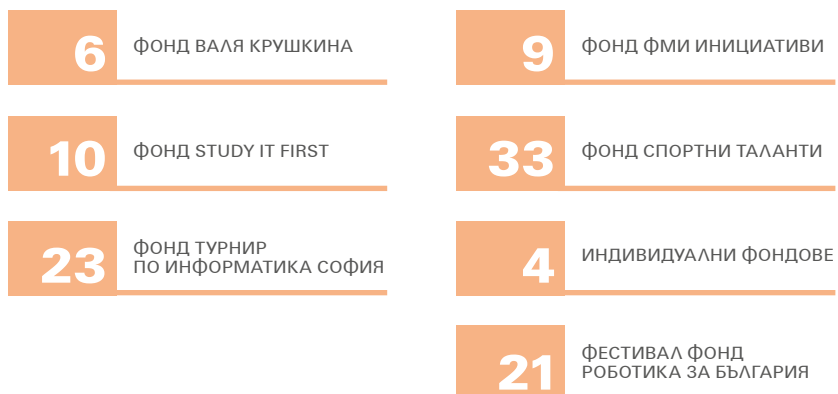 6
ФОНД ВАЛЯ КРУШКИНА
10
ФОНД STUDY IT FIRST
23
ФОНД ТУРНИР
ПО ИНФОРМАТИКА СОФИЯ
9
ФОНД ФМИ ИНИЦИАТИВИ
33
ФОНД СПОРТНИ ТАЛАНТИ
4
ИНДИВИДУАЛНИ ФОНДОВЕ
21
ФЕСТИВАЛ ФОНД
РОБОТИКА ЗА БЪЛГАРИЯ